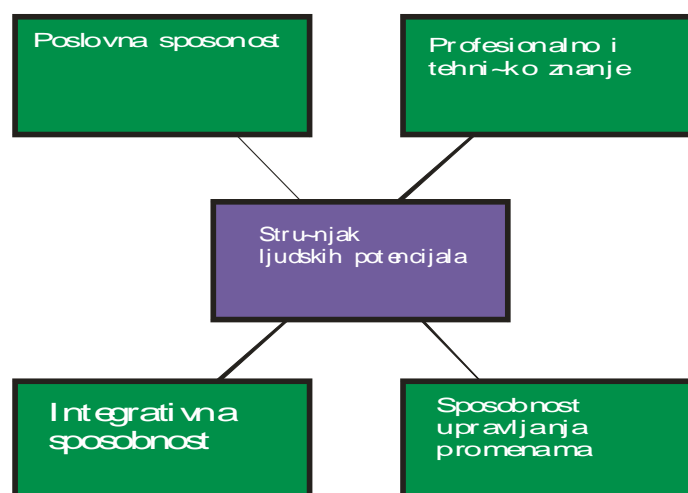 Poslovna sposonost
Profesionalno i
tehni~ko znanje
Stru~njak
ljudskih potencijala
Integrativna
sposobnost
Sposobnost
upravljanja
promenama